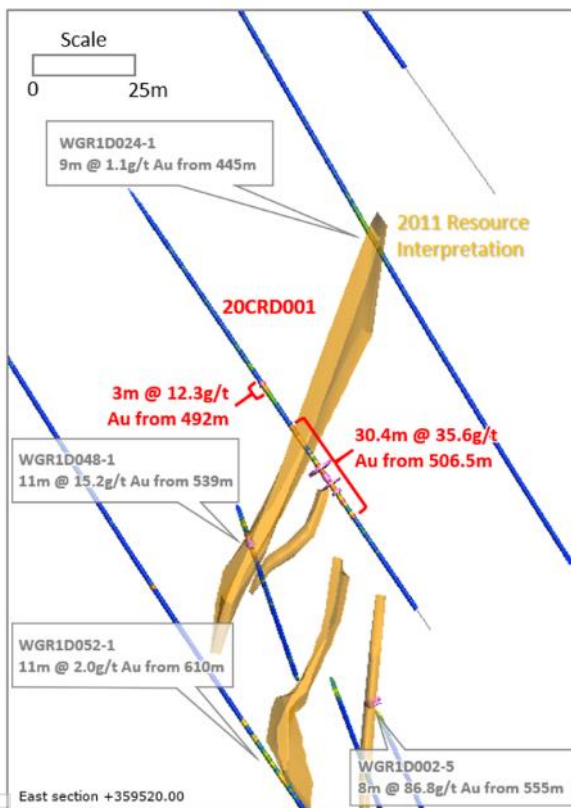 Scale
0 25m
WGR1D024-1
9m @ 1.1g/t Au from 445m
2011 Resource
Interpretation
20CRD001
3m @ 12.3g/t
Au from 492m
30.4m @ 35.6g/t
Au from 506.5m
WGR1D048-1
11m @ 15.2g/t Au from 539m
WGR1D052-1
11m @ 2.0g/t Au from 610m
WGR1D002-5
8m @ 86.8g/t Au from 555m
East section +359520.00